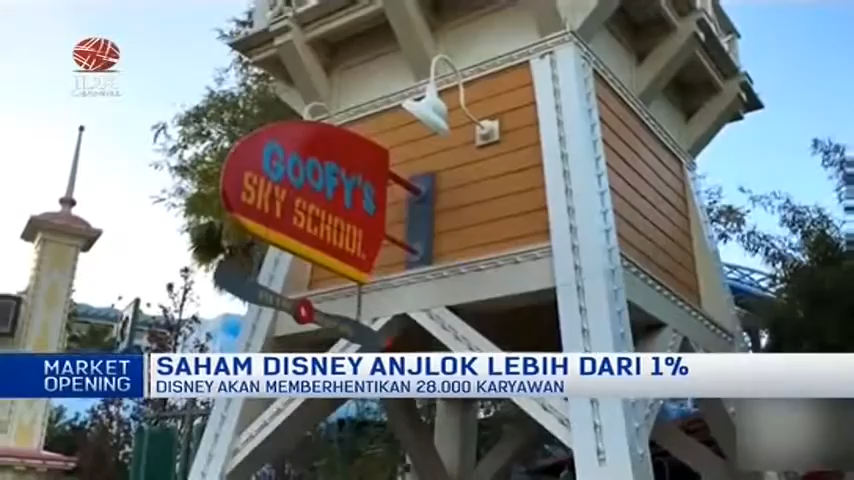 GOOFY'S
SKY SCHOOL
MARKET
OPENING
SAHAM DISNEY ANJLOK LEBIH DARI 1%
DISNEY AKAN MEMBERHENTIKAN 28.000 KARYAWAN